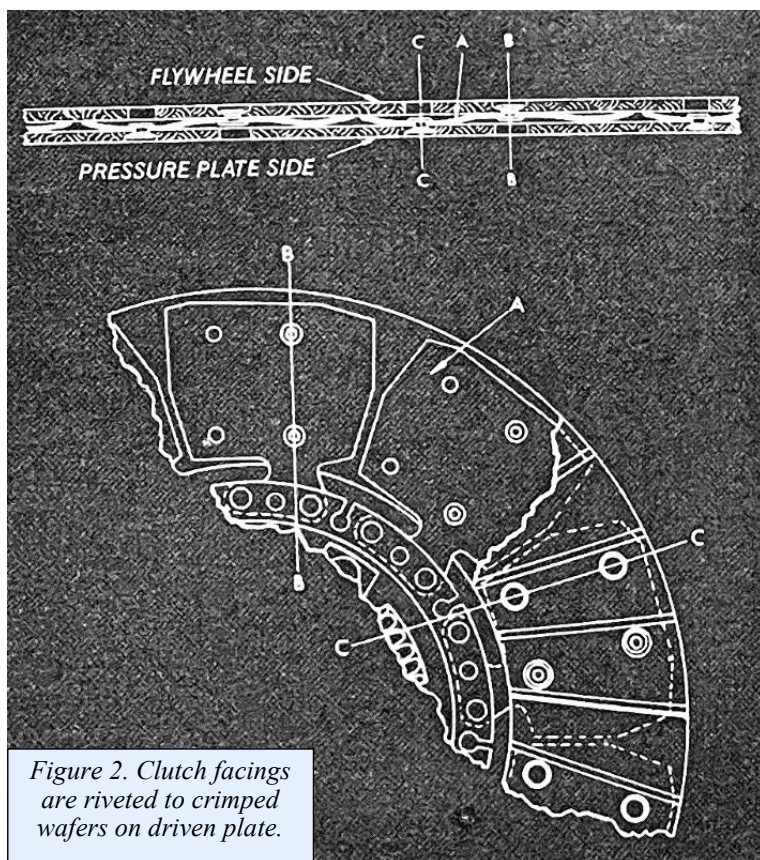 C A B
FLYWHEEL SIDE
PRESSURE PLATE SIDE
C B
B
A
C
B
C
Figure 2. Clutch facings
are riveted to crimped
wafers on driven plate.